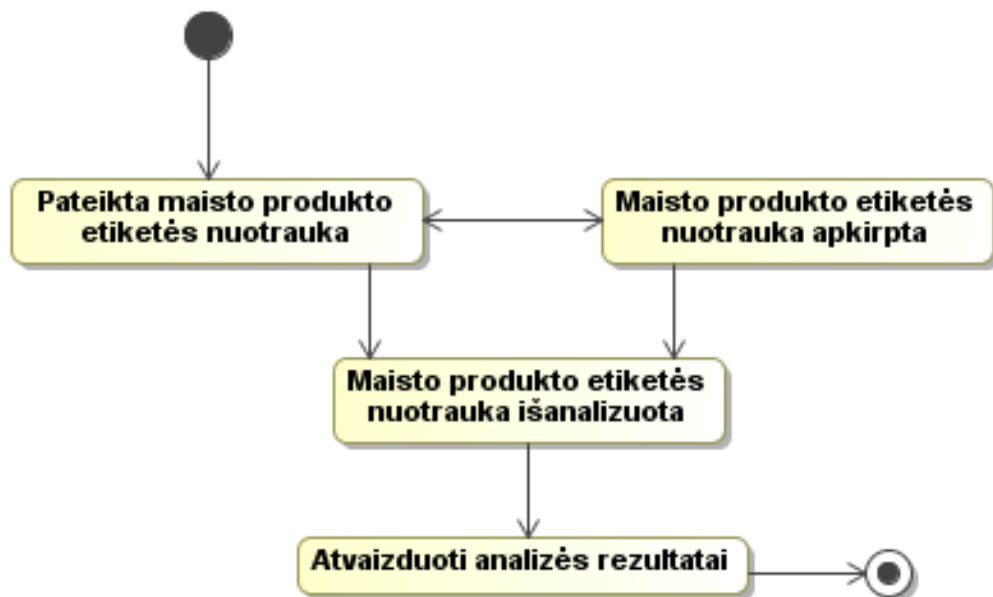 Pateikta maisto produkto
etiketės nuotrauka
Maisto produkto etiketės
nuotrauka apkirpta
Maisto produkto etiketės
nuotrauka išanalizuota
Atvaizduoti analizės rezultatai